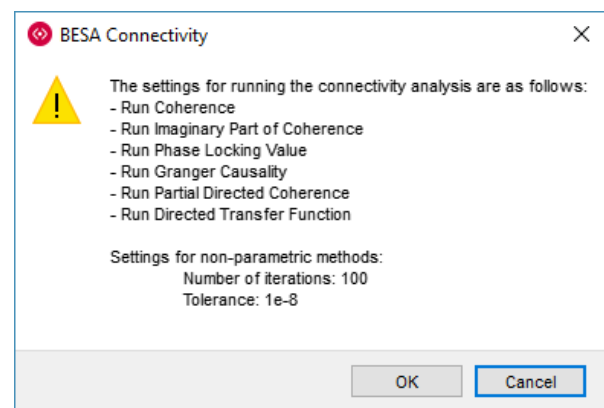 BESA Connectivity
The settings for running the connectivity analysis are as follows:
- Run Coherence
- Run Imaginary Part of Coherence
- Run Phase Locking Value
- Run Granger Causality
- Run Partial Directed Coherence
- Run Directed Transfer Function
Settings for non-parametric methods:
Number of iterations: 100
Tolerance: 1e-8
OK Cancel